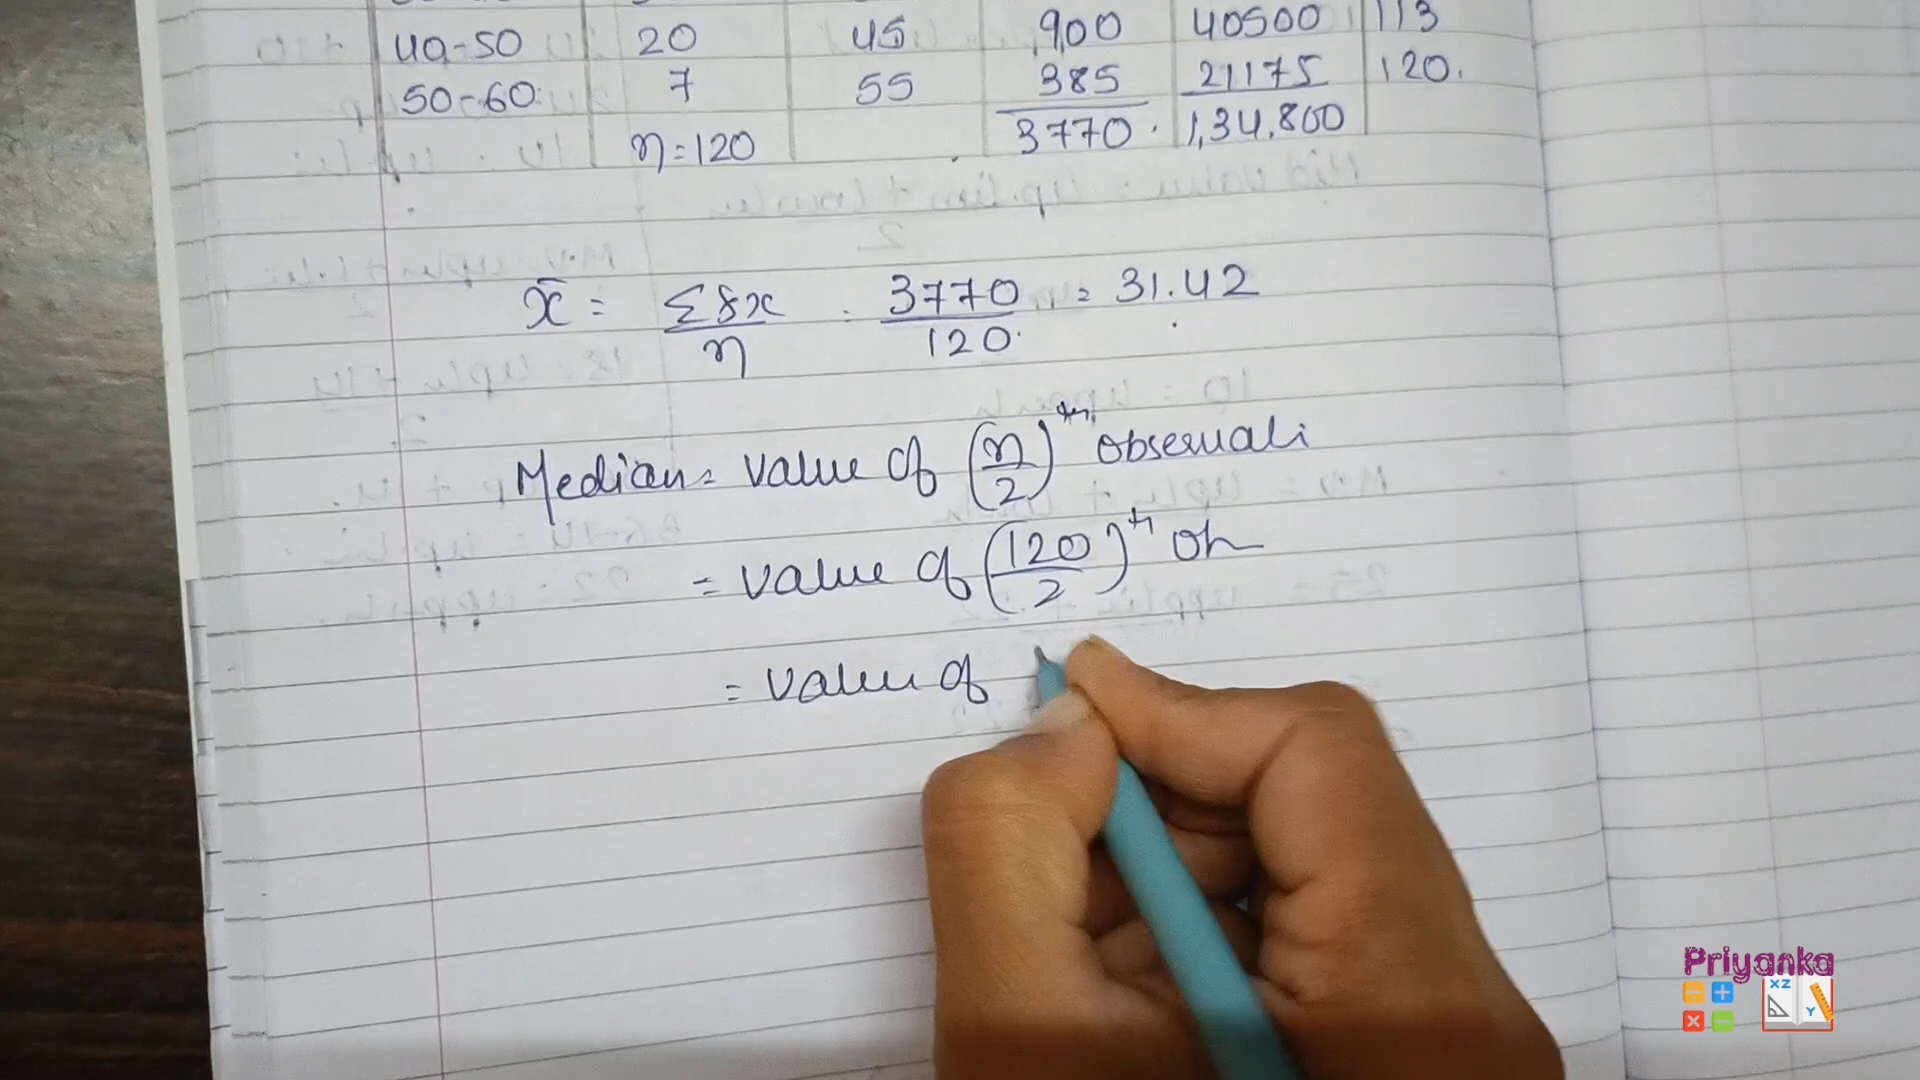 40-50 20 45 900 40500 113
50-60 7 55 385 21175 120.
n=120 3770. 1,34,800
x̄ = Σfx/n = 3770/120 = 31.42
Median = value of (n/2)th observati
= value of (120/2)th ob
= value of
Priyanka